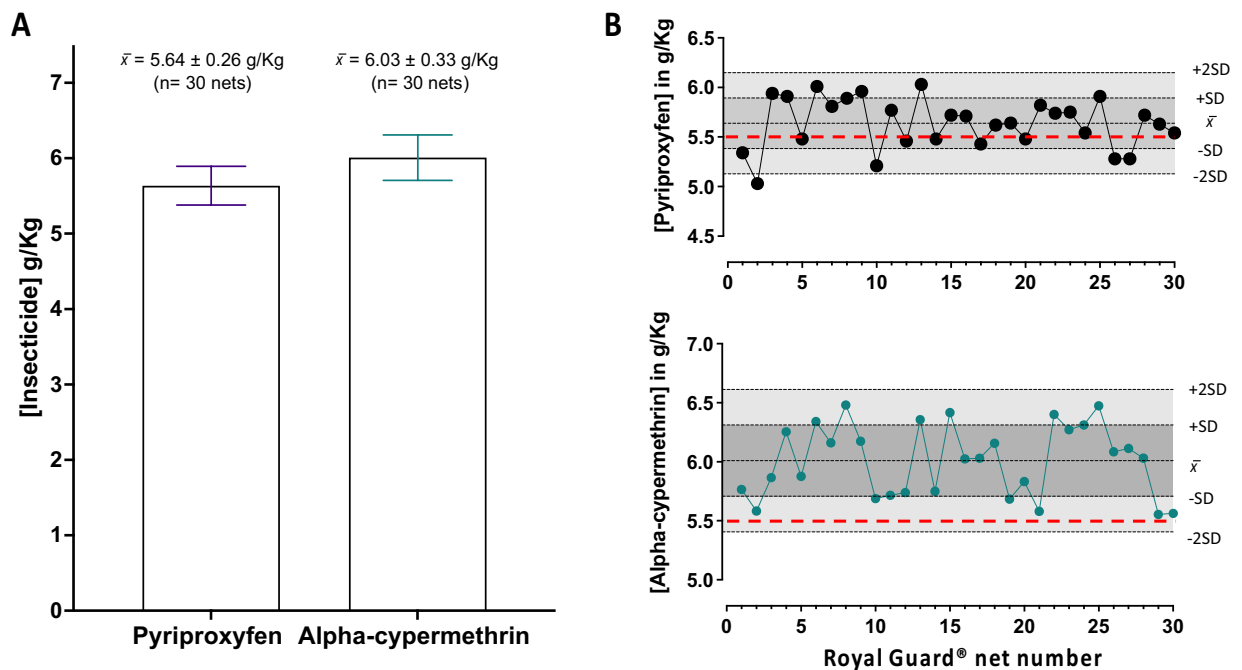 A
x̄ = 5.64 ± 0.26 g/Kg
(n= 30 nets)
x̄ = 6.03 ± 0.33 g/Kg
(n= 30 nets)
[Insecticide] g/Kg
7
6
5
4
3
2
1
0
Pyriproxyfen
Alpha-cypermethrin
B
[Pyriproxyfen] in g/Kg
6.5
6.0
5.5
5.0
4.5
+2SD
+SD
x̄
-SD
-2SD
0 5 10 15 20 25 30
[Alpha-cypermethrin] in g/Kg
7.0
6.5
6.0
5.5
5.0
+2SD
+SD
x̄
-SD
-2SD
0 5 10 15 20 25 30
Royal Guard® net number